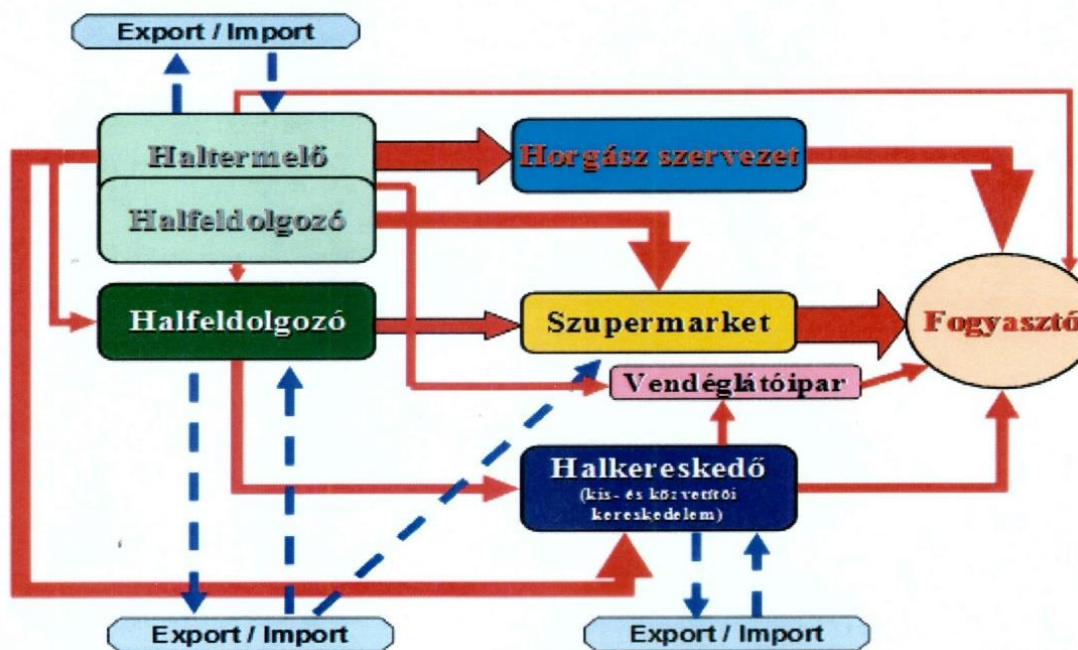 Export / Import
Haltermelő
Horgász szervezet
Halfeldolgozó
Halfeldolgozó
Szupermarket
Fogyasztó
Vendéglátóipar
Halkereskedő
(kis- és közvetítői
kereskedelem)
Export / Import
Export / Import